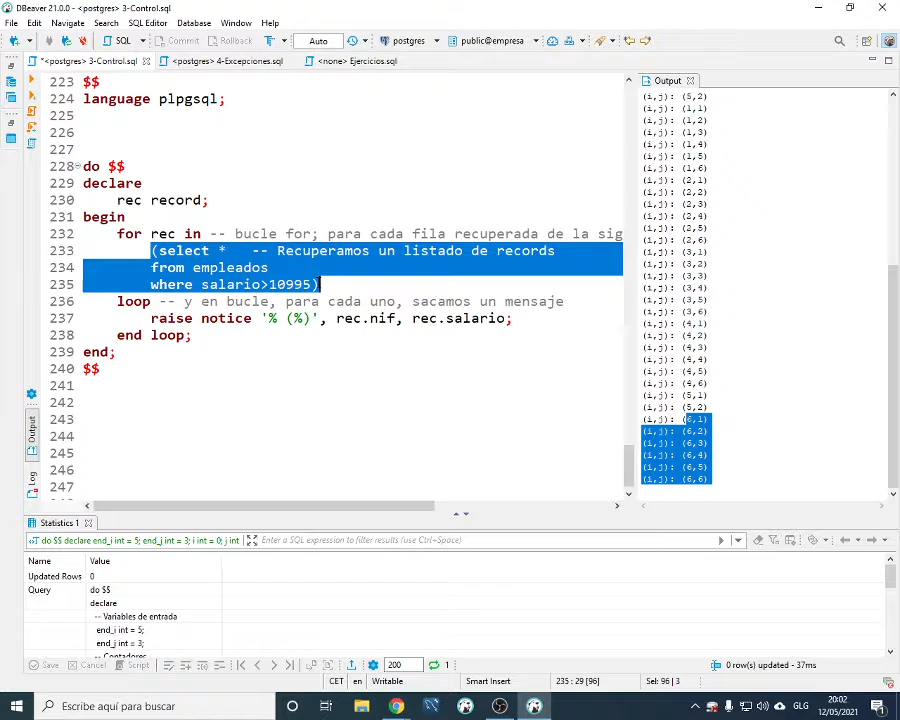 DBeaver 21.0.0 - <postgres> 3-Control.sql
File Edit Navigate Search SQL Editor Database Window Help
SQL Commit Rollback Auto postgres public@empresa
*<postgres> 3-Control.sql <postgres> 4-Excepciones.sql <none> Ejercicios.sql
223 $$
224 language plpgsql;
225
226
227
228 do $$
229 declare
230 rec record;
231 begin
232 for rec in -- bucle for; para cada fila recuperada de la sig
233 (select * -- Recuperamos un listado de records
234 from empleados
235 where salario>10995)
236 loop -- y en bucle, para cada uno, sacamos un mensaje
237 raise notice '% (%)', rec.nif, rec.salario;
238 end loop;
239 end;
240 $$
241
242
243
244
245
246
247
Output
(i,j): (5,2)
(i,j): (1,1)
(i,j): (1,2)
(i,j): (1,3)
(i,j): (1,4)
(i,j): (1,5)
(i,j): (1,6)
(i,j): (2,1)
(i,j): (2,2)
(i,j): (2,3)
(i,j): (2,4)
(i,j): (2,5)
(i,j): (2,6)
(i,j): (3,1)
(i,j): (3,2)
(i,j): (3,3)
(i,j): (3,4)
(i,j): (3,5)
(i,j): (3,6)
(i,j): (4,1)
(i,j): (4,2)
(i,j): (4,3)
(i,j): (4,4)
(i,j): (4,5)
(i,j): (4,6)
(i,j): (5,1)
(i,j): (5,2)
(i,j): (6,1)
(i,j): (6,2)
(i,j): (6,3)
(i,j): (6,4)
(i,j): (6,5)
(i,j): (6,6)
Output
Log
Statistics 1
do $$ declare end_i int = 5; end_j int = 3; i int = 0; j int Enter a SQL expression to filter results (use Ctrl+Space)
Name Value
Updated Rows 0
Query do $$
declare
-- Variables de entrada
end_i int = 5;
end_j int = 3;
Save Cancel Script 200 1 0 row(s) updated - 37ms
CET en Writable Smart Insert 235 : 29 [96] Sel: 96 | 3
Escribe aquí para buscar GLG 20:02
12/05/2021 1